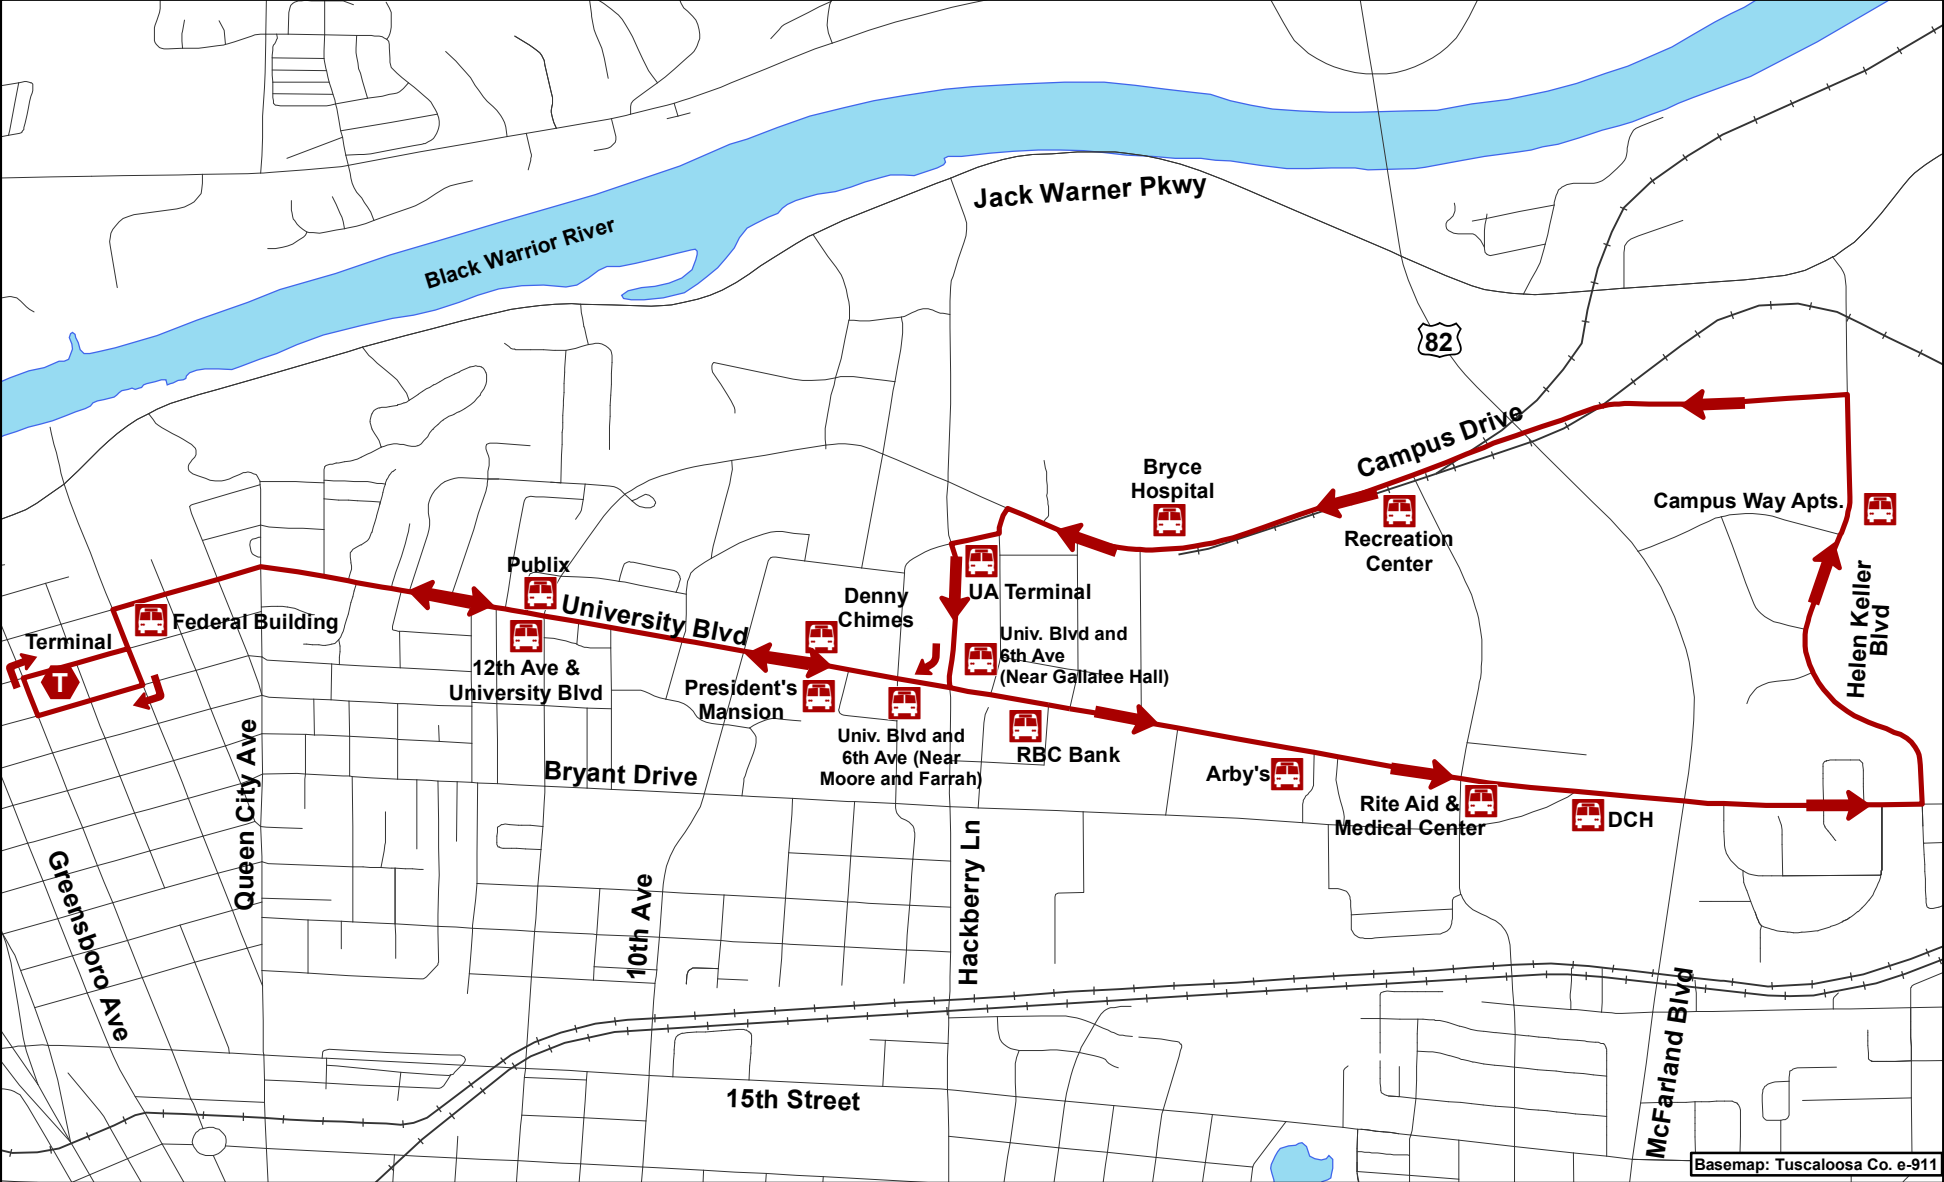 Jack Warner Pkwy
Black Warrior River
82
Campus Drive
Bryce
Hospital
Campus Way Apts.
Recreation
Center
Publix
University Blvd
Denny
Chimes
UA Terminal
Helen Keller
Blvd
Federal Building
Terminal
T
Univ. Blvd and
6th Ave
(Near Gallalee Hall)
12th Ave &
University Blvd
President's
Mansion
Univ. Blvd and
6th Ave (Near
Moore and Farrah)
RBC Bank
Arby's
Rite Aid &
Medical Center
DCH
Bryant Drive
Queen City Ave
Greensboro Ave
10th Ave
Hackberry Ln
McFarland Blvd
15th Street
Basemap: Tuscaloosa Co. e-911